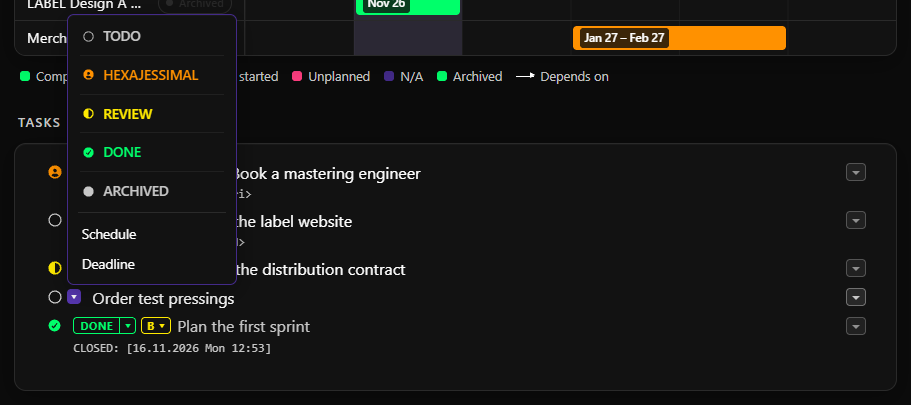 LABEL Design A ... Archived
Nov 26
Merch
Jan 27 – Feb 27
Comp
started Unplanned N/A Archived Depends on
TASKS
TODO
HEXAJESSIMAL
REVIEW
DONE
ARCHIVED
Schedule
Deadline
Book a mastering engineer
ri>
the label website
>
the distribution contract
Order test pressings
DONE B Plan the first sprint
CLOSED: [16.11.2026 Mon 12:53]